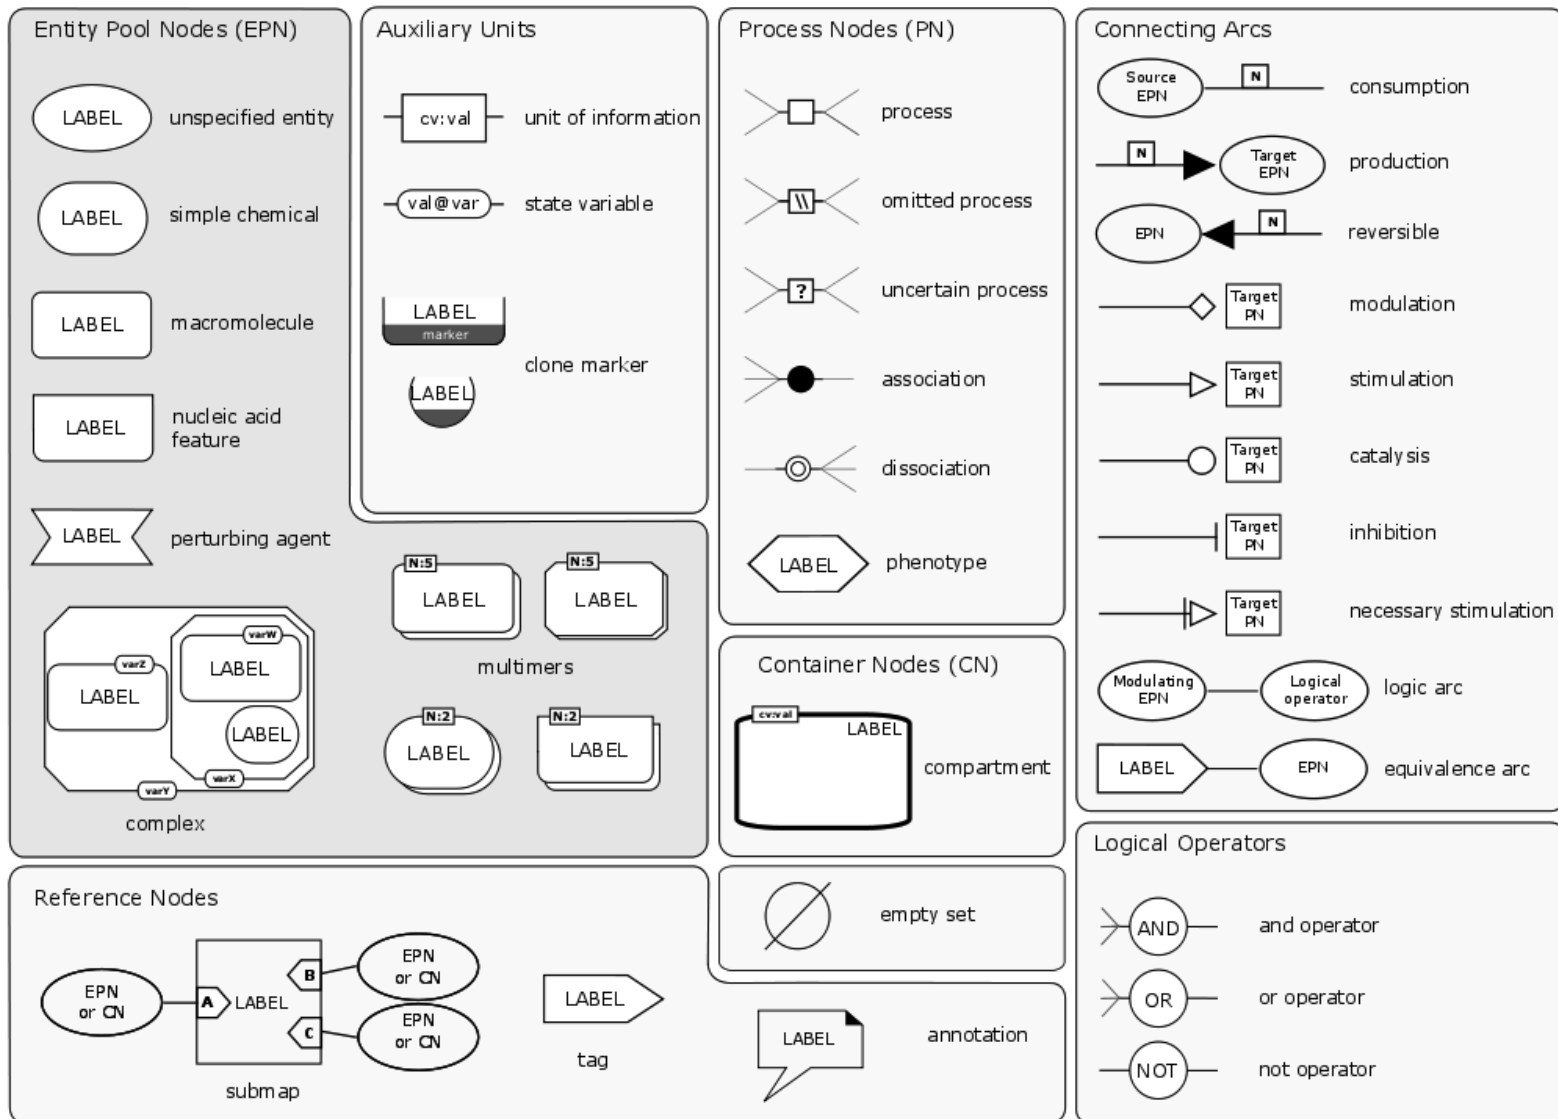 Entity Pool Nodes (EPN)
LABEL
unspecified entity
LABEL
simple chemical
LABEL
macromolecule
LABEL
nucleic acid
feature
LABEL
perturbing agent
varW
LABEL
varZ
LABEL
LABEL
varX
varY
complex
N:5
LABEL
N:5
LABEL
multimers
N:2
LABEL
N:2
LABEL
Auxiliary Units
cv:val
unit of information
val@var
state variable
LABEL
marker
clone marker
LABEL
Process Nodes (PN)
process
\\
omitted process
?
uncertain process
association
dissociation
LABEL
phenotype
Container Nodes (CN)
cv:val
LABEL
compartment
empty set
LABEL
annotation
Connecting Arcs
Source
EPN
N
consumption
N
Target
EPN
production
EPN
N
reversible
Target
PN
modulation
Target
PN
stimulation
Target
PN
catalysis
Target
PN
inhibition
Target
PN
necessary stimulation
Modulating
EPN
Logical
operator
logic arc
LABEL
EPN
equivalence arc
Logical Operators
AND
and operator
OR
or operator
NOT
not operator
Reference Nodes
EPN
or CN
A
LABEL
B
C
EPN
or CN
EPN
or CN
submap
LABEL
tag